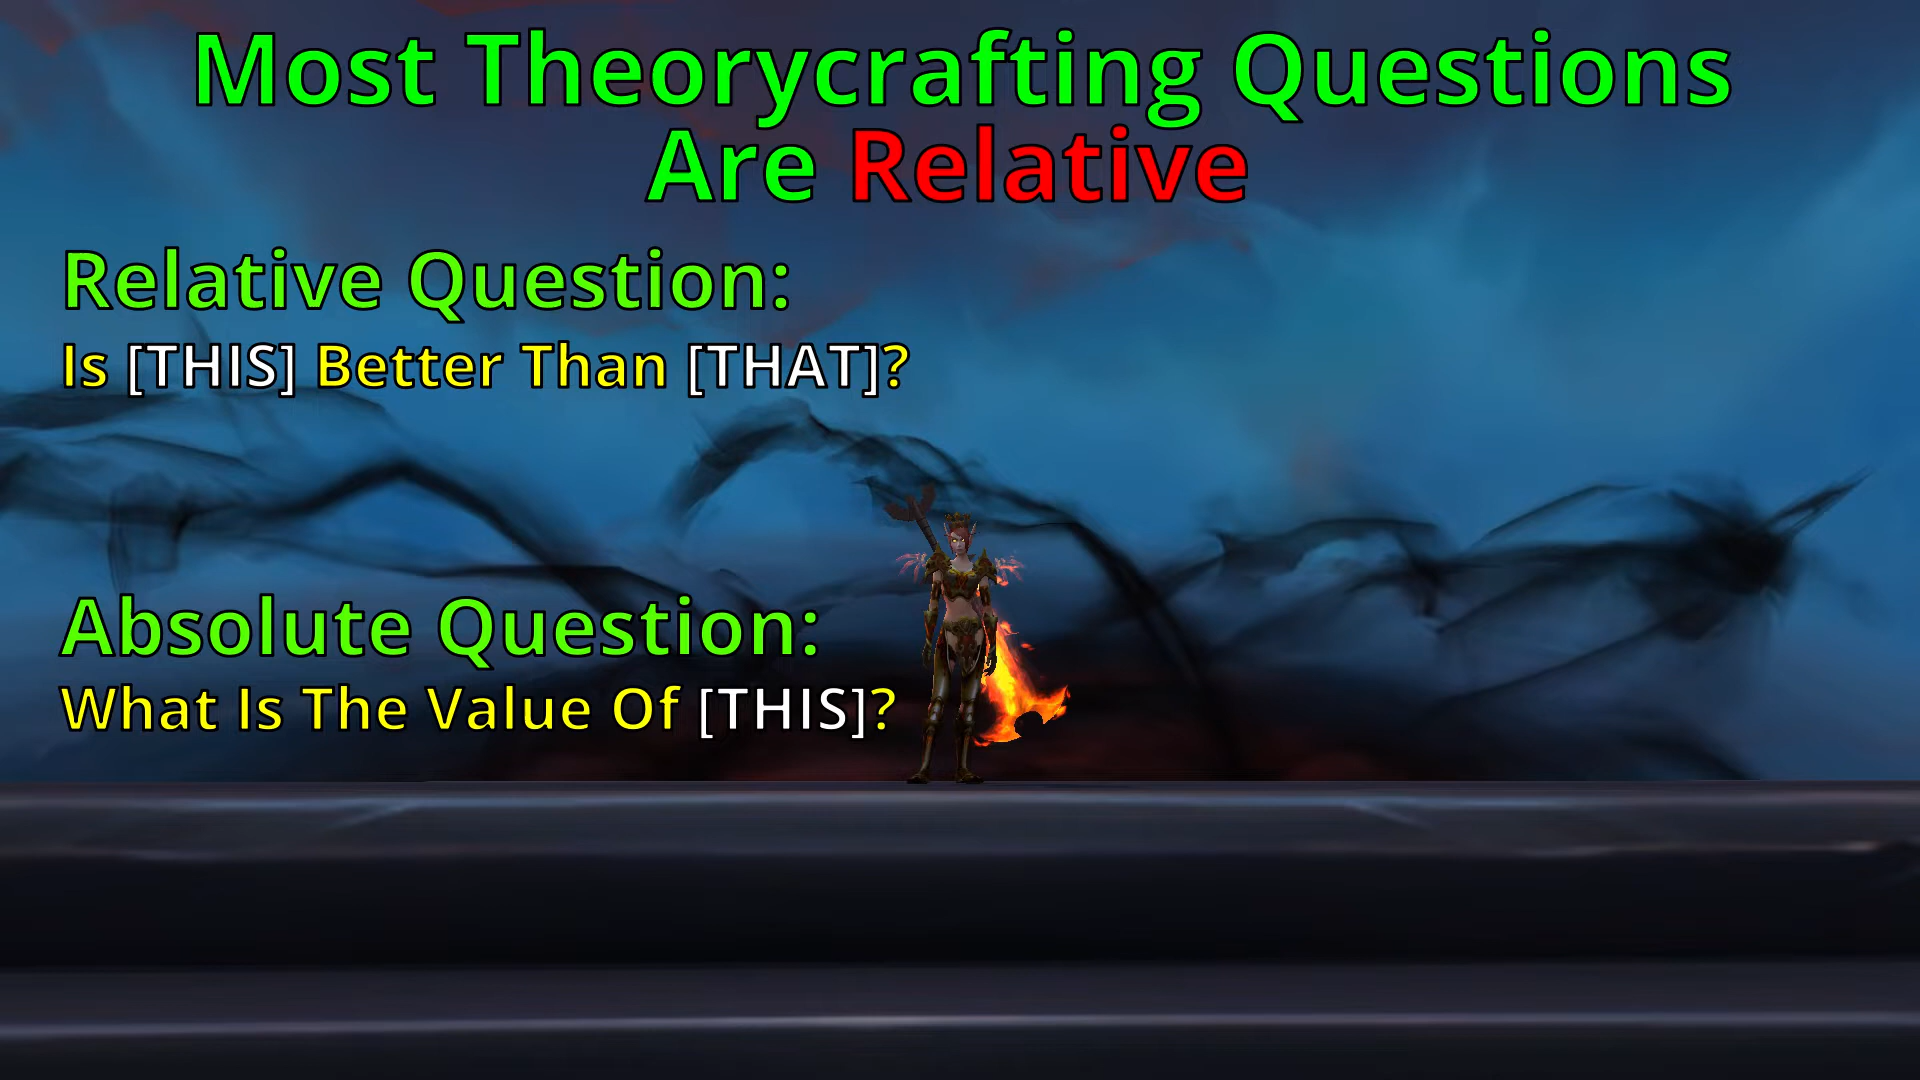 Most Theorycrafting Questions
Are Relative
Relative Question:
Is [THIS] Better Than [THAT]?
Absolute Question:
What Is The Value Of [THIS]?